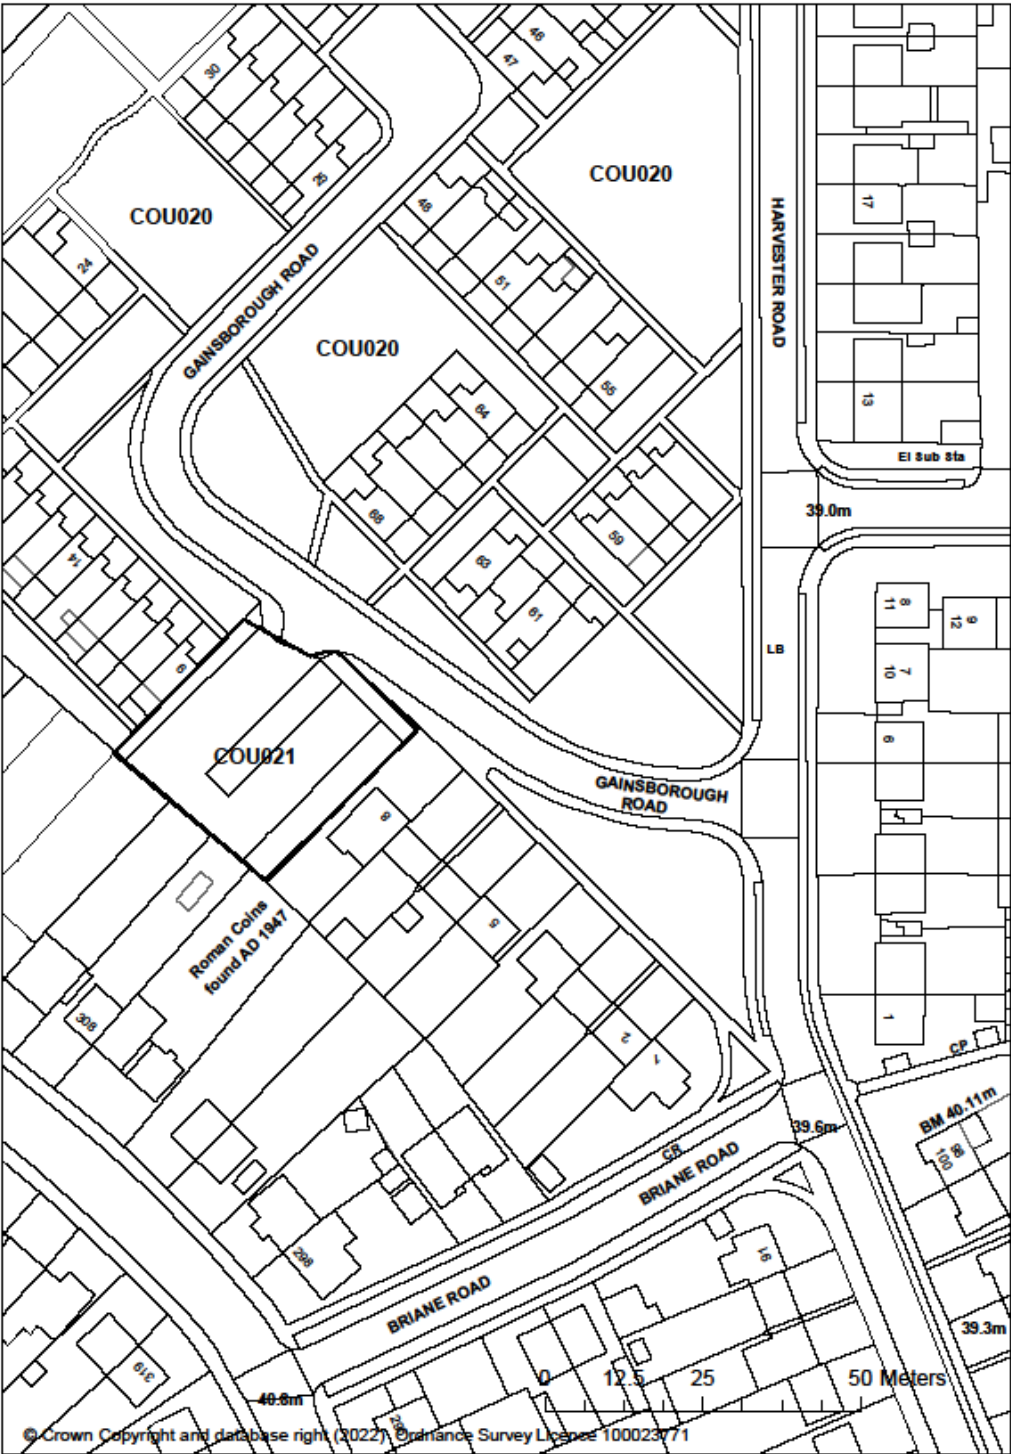 46
47
30
26
COU020
COU020
48
17
HARVESTER ROAD
24
51
GAINSBOROUGH ROAD
COU020
55
64
13
El Sub Sta
68
39.0m
59
14
63
61
8
11
9
12
LB
7
10
6
6
COU021
GAINSBOROUGH
ROAD
8
5
Roman Coins
found AD 1947
308
2
1
1
CP
BM 40.11m
39.6m
98
100
CR
BRIANE ROAD
298
91
BRIANE ROAD
39.3m
319
0 12.5 25 50 Meters
40.8m
© Crown Copyright and database right (2022). Ordnance Survey Licence 100023771